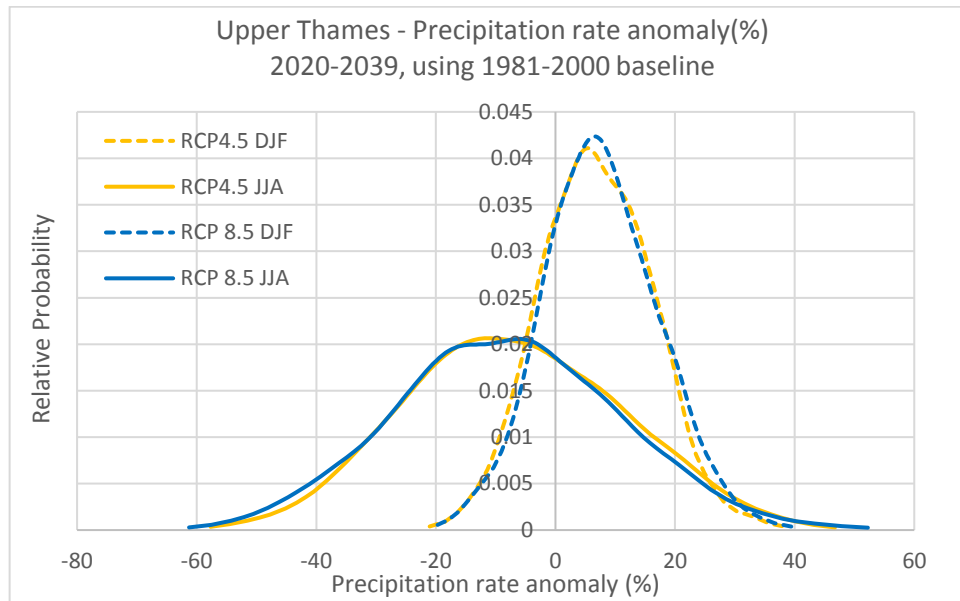 Upper Thames - Precipitation rate anomaly(%)
2020-2039, using 1981-2000 baseline
0.045
0.04
0.035
0.03
0.025
0.02
0.015
0.01
0.005
0
RCP4.5 DJF
RCP4.5 JJA
RCP 8.5 DJF
RCP 8.5 JJA
Relative Probability
-80
-60
-40
-20
0
20
40
60
Precipitation rate anomaly (%)